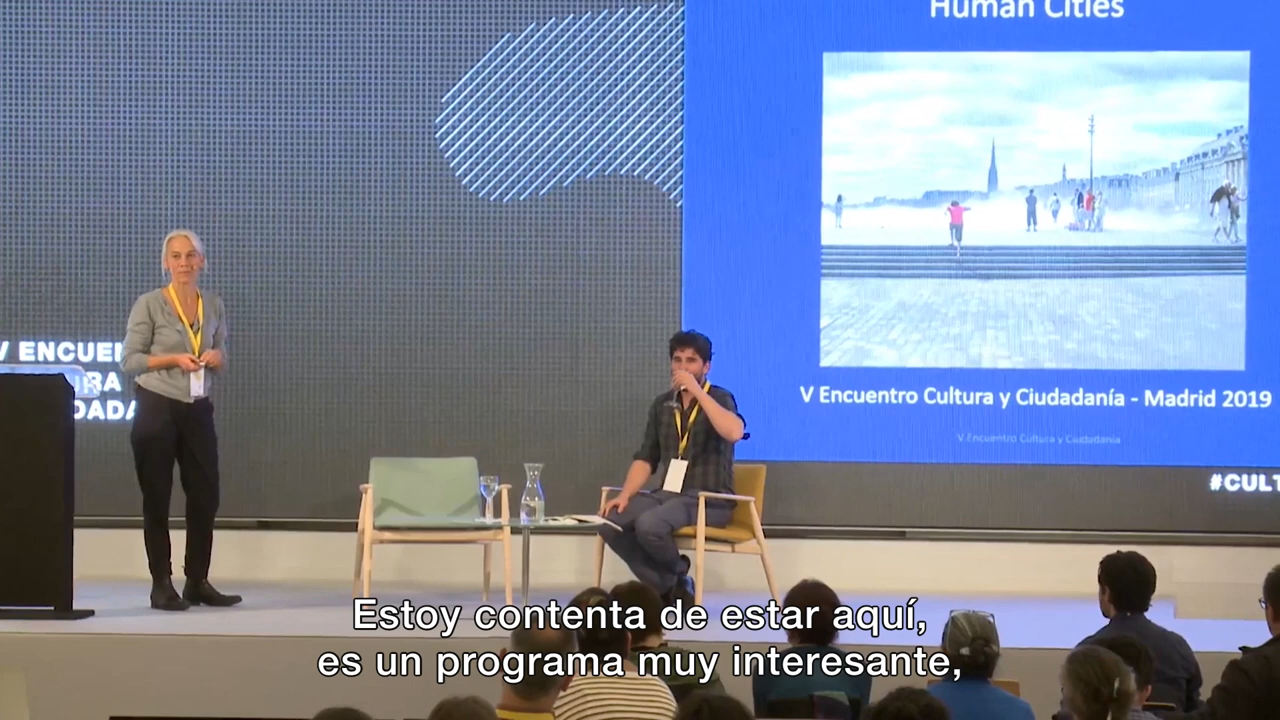 Human Cities
V Encuentro Cultura y Ciudadanía - Madrid 2019
V Encuentro Cultura y Ciudadanía
V ENCUE
RA
DADA
#CULT
Estoy contenta de estar aquí,
es un programa muy interesante,